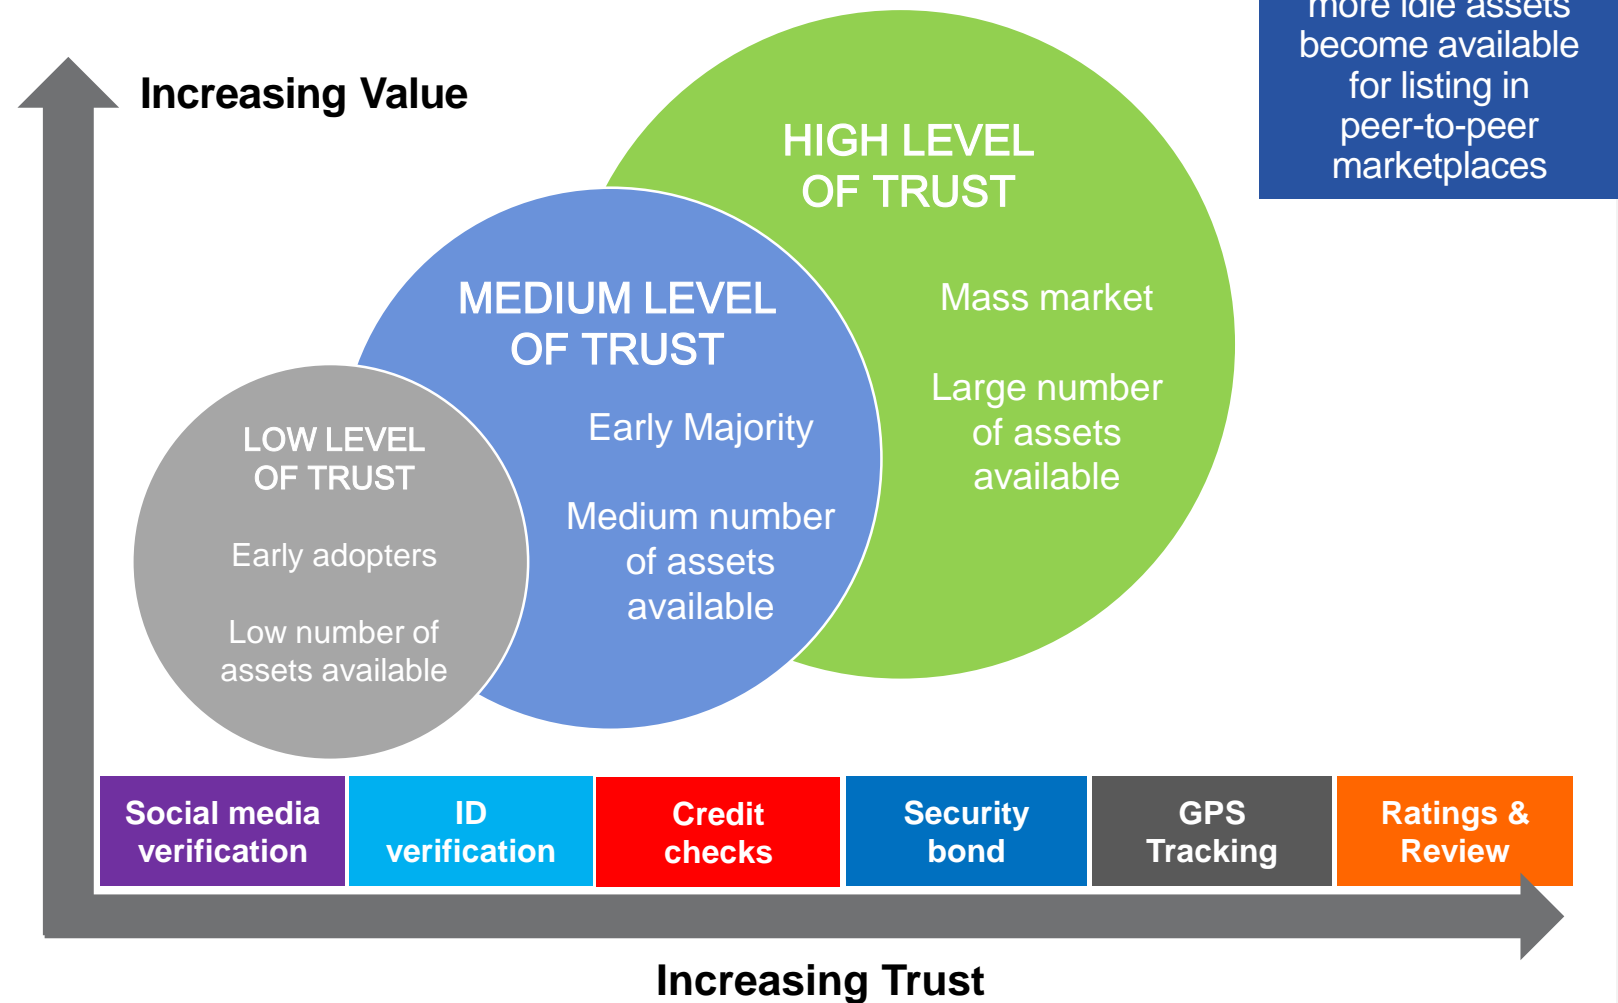 more idle assets
become available
for listing in
peer-to-peer
marketplaces
Increasing Value
HIGH LEVEL
OF TRUST
Mass market
Large number
of assets
available
MEDIUM LEVEL
OF TRUST
Early Majority
Medium number
of assets
available
LOW LEVEL
OF TRUST
Early adopters
Low number of
assets available
Social media
verification
ID
verification
Credit
checks
Security
bond
GPS
Tracking
Ratings &
Review
Increasing Trust